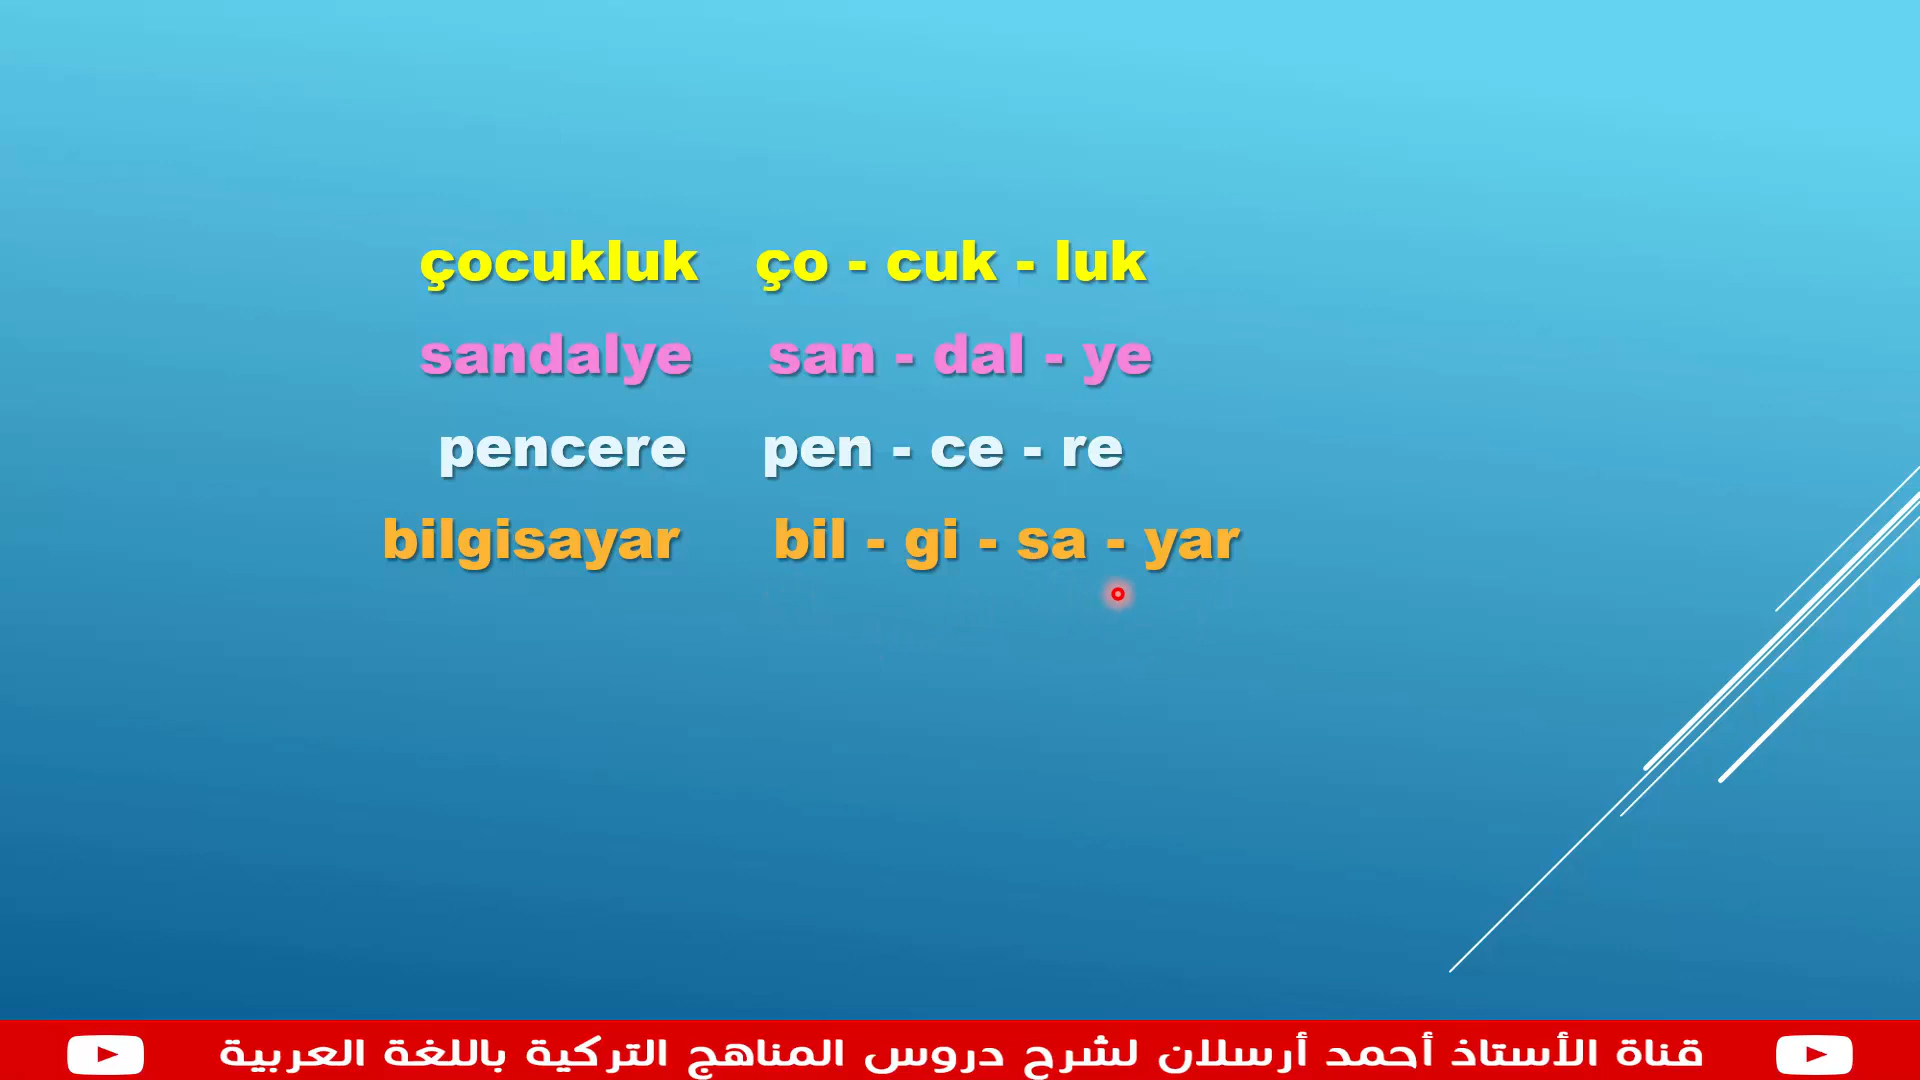 çocukluk ço - cuk - luk
sandalye san - dal - ye
pencere pen - ce - re
bilgisayar bil - gi - sa - yar
قناة الأستاذ أحمد أرسلان لشرح دروس المناهج التركية باللغة العربية